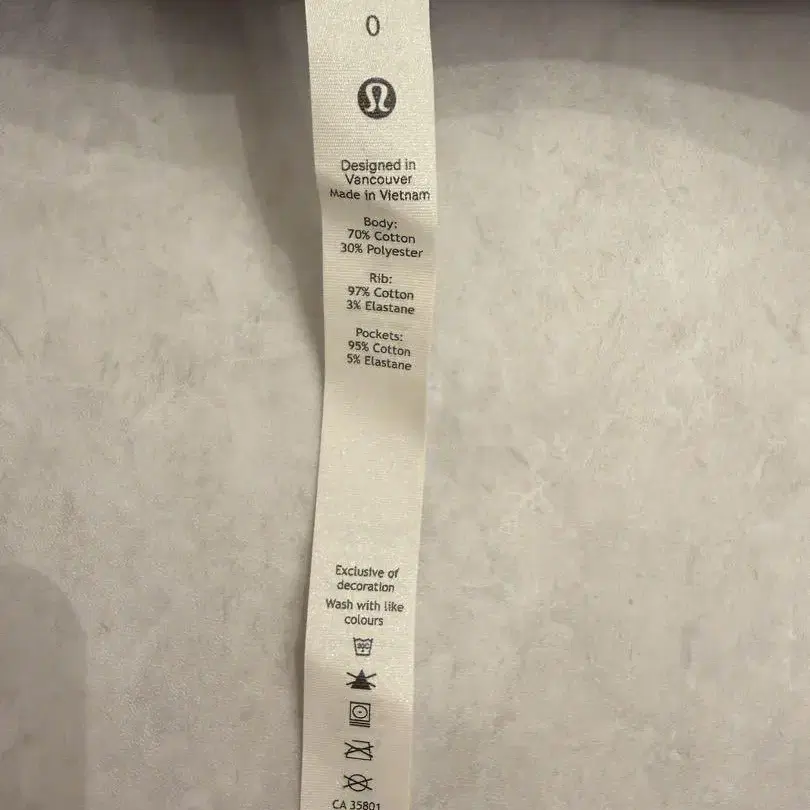 0
Designed in
Vancouver
Made in Vietnam
Body:
70% Cotton
30% Polyester
Rib:
97% Cotton
3% Elastane
Pockets:
95% Cotton
5% Elastane
Exclusive of
decoration
Wash with like
colours
30C
CA 35801